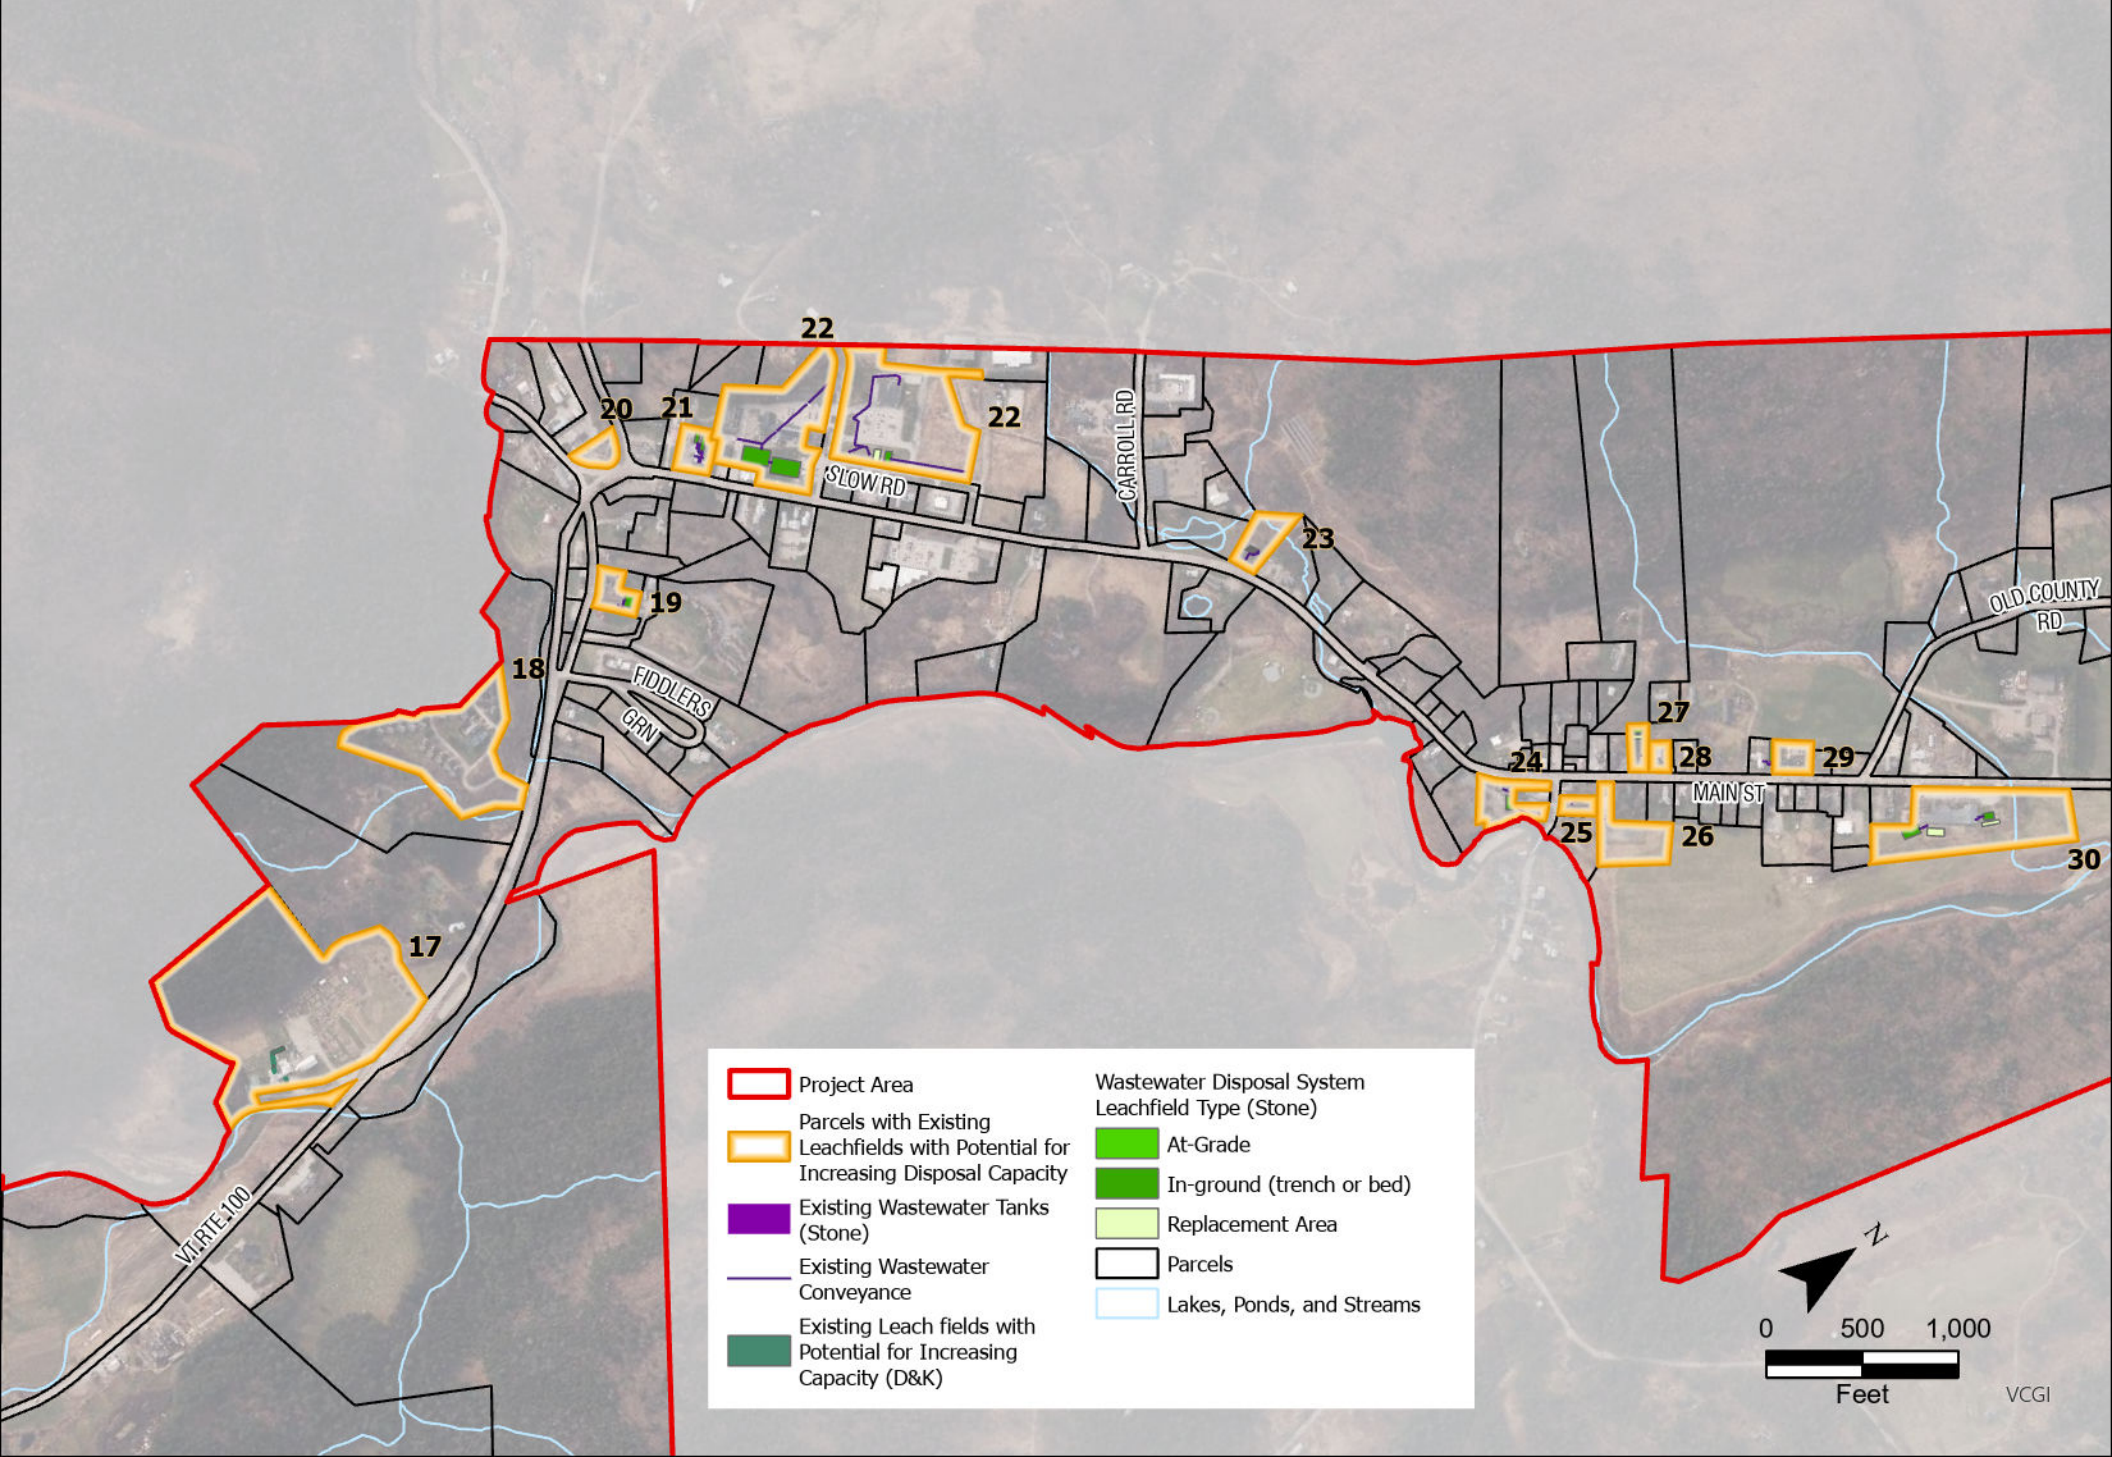 22
20
21
22
CARROLL RD
SLOW RD
23
19
OLD COUNTY
RD
18
FIDDLERS
GRN
27
24
28
29
MAIN ST
25
26
30
17
VT RTE 100
Project Area
Parcels with Existing
Leachfields with Potential for
Increasing Disposal Capacity
Existing Wastewater Tanks
(Stone)
Existing Wastewater
Conveyance
Existing Leach fields with
Potential for Increasing
Capacity (D&K)
Wastewater Disposal System
Leachfield Type (Stone)
At-Grade
In-ground (trench or bed)
Replacement Area
Parcels
Lakes, Ponds, and Streams
N
0 500 1,000
Feet
VCGI